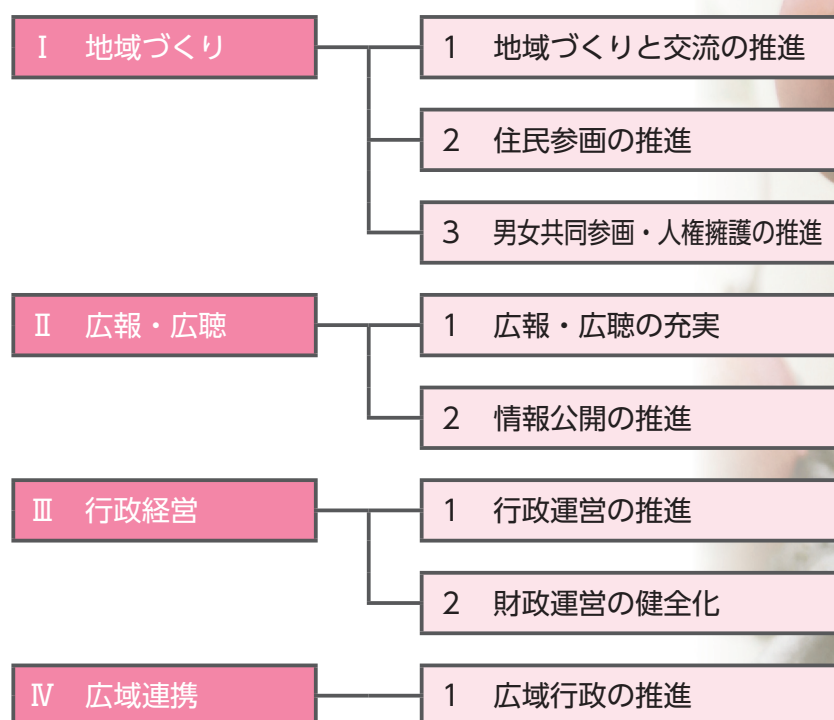 Ⅰ 地域づくり
1 地域づくりと交流の推進
2 住民参画の推進
3 男女共同参画・人権擁護の推進
Ⅱ 広報・広聴
1 広報・広聴の充実
2 情報公開の推進
Ⅲ 行政経営
1 行政運営の推進
2 財政運営の健全化
Ⅳ 広域連携
1 広域行政の推進